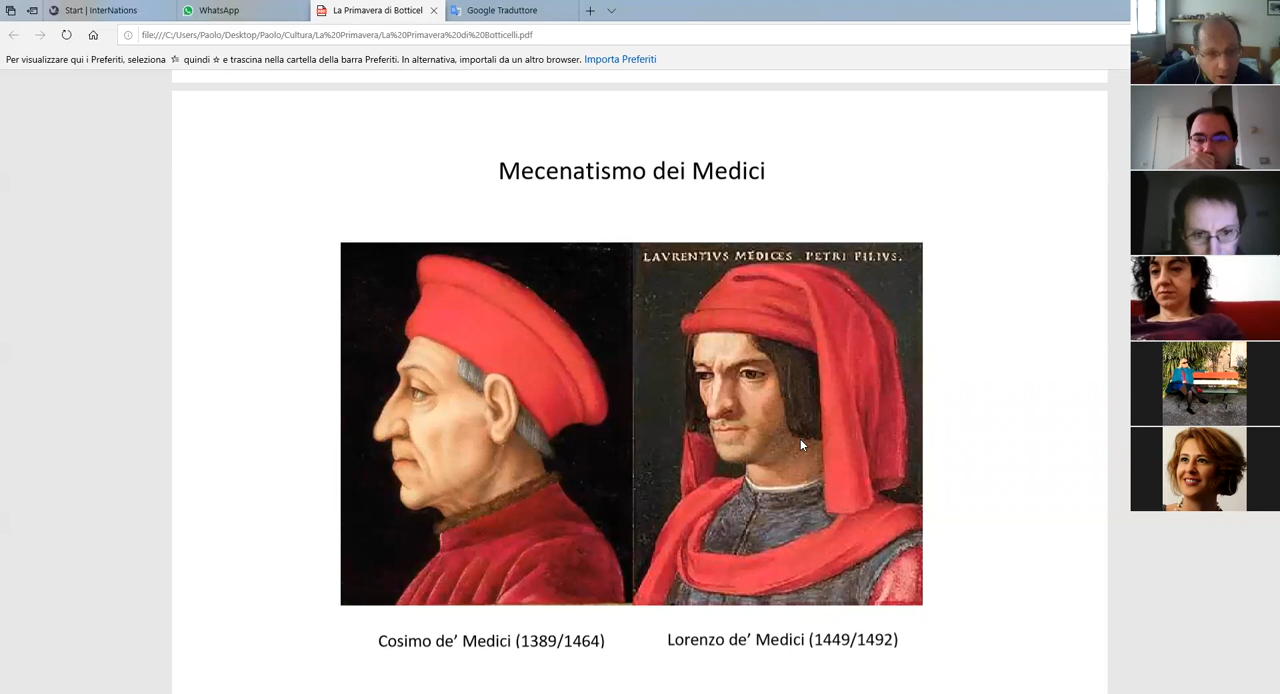 Start | InterNations
WhatsApp
La Primavera di Botticel
Google Traduttore
file:///C:/Users/Paolo/Desktop/Paolo/Cultura/La%20Primavera/La%20Primavera%20di%20Botticelli.pdf
Per visualizzare qui i Preferiti, seleziona quindi ☆ e trascina nella cartella della barra Preferiti. In alternativa, importali da un altro browser. Importa Preferiti
Mecenatismo dei Medici
LAVRENTIVS MEDICES PETRI FILIVS.
Cosimo de’ Medici (1389/1464)
Lorenzo de’ Medici (1449/1492)